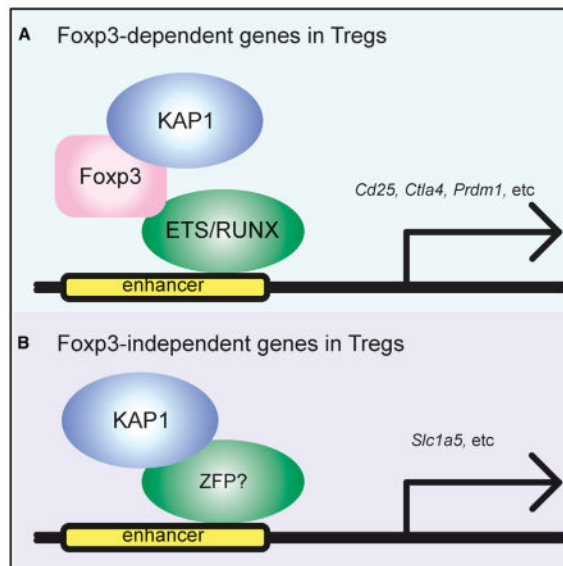 A Foxp3-dependent genes in Tregs
KAP1
Foxp3
Cd25, Ctla4, Prdm1, etc
ETS/RUNX
enhancer
B Foxp3-independent genes in Tregs
KAP1
Slc1a5, etc
ZFP?
enhancer